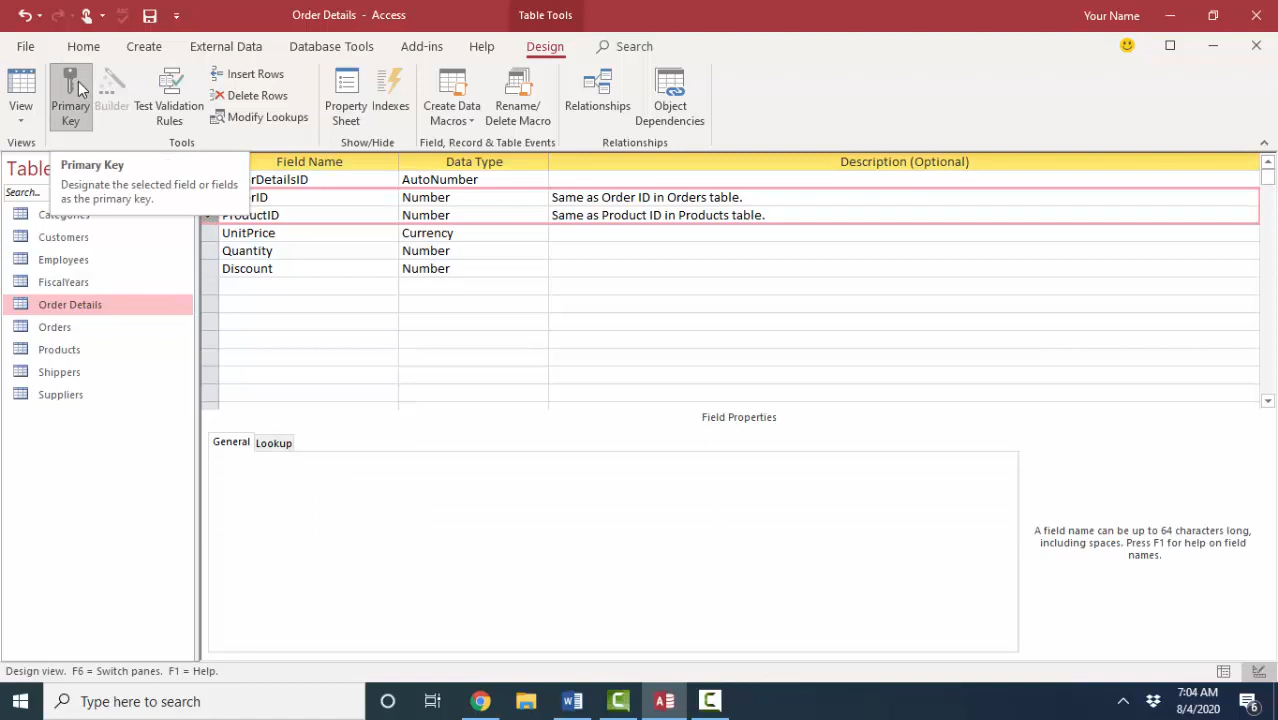 Order Details - Access
Table Tools
Your Name
File
Home
Create
External Data
Database Tools
Add-ins
Help
Design
Search
View
Primary Key
Builder
Test Validation Rules
Insert Rows
Delete Rows
Modify Lookups
Property Sheet
Indexes
Create Data Macros
Rename/ Delete Macro
Relationships
Object Dependencies
Views
Tools
Show/Hide
Field, Record & Table Events
Relationships
Primary Key
Designate the selected field or fields
as the primary key.
Table
Search...
Categories
Customers
Employees
FiscalYears
Order Details
Orders
Products
Shippers
Suppliers
Field Name
Data Type
Description (Optional)
rDetailsID
AutoNumber
rID
Number
Same as Order ID in Orders table.
ProductID
Number
Same as Product ID in Products table.
UnitPrice
Currency
Quantity
Number
Discount
Number
Field Properties
General
Lookup
A field name can be up to 64 characters long,
including spaces. Press F1 for help on field
names.
Design view. F6 = Switch panes. F1 = Help.
Type here to search
7:04 AM
8/4/2020
6